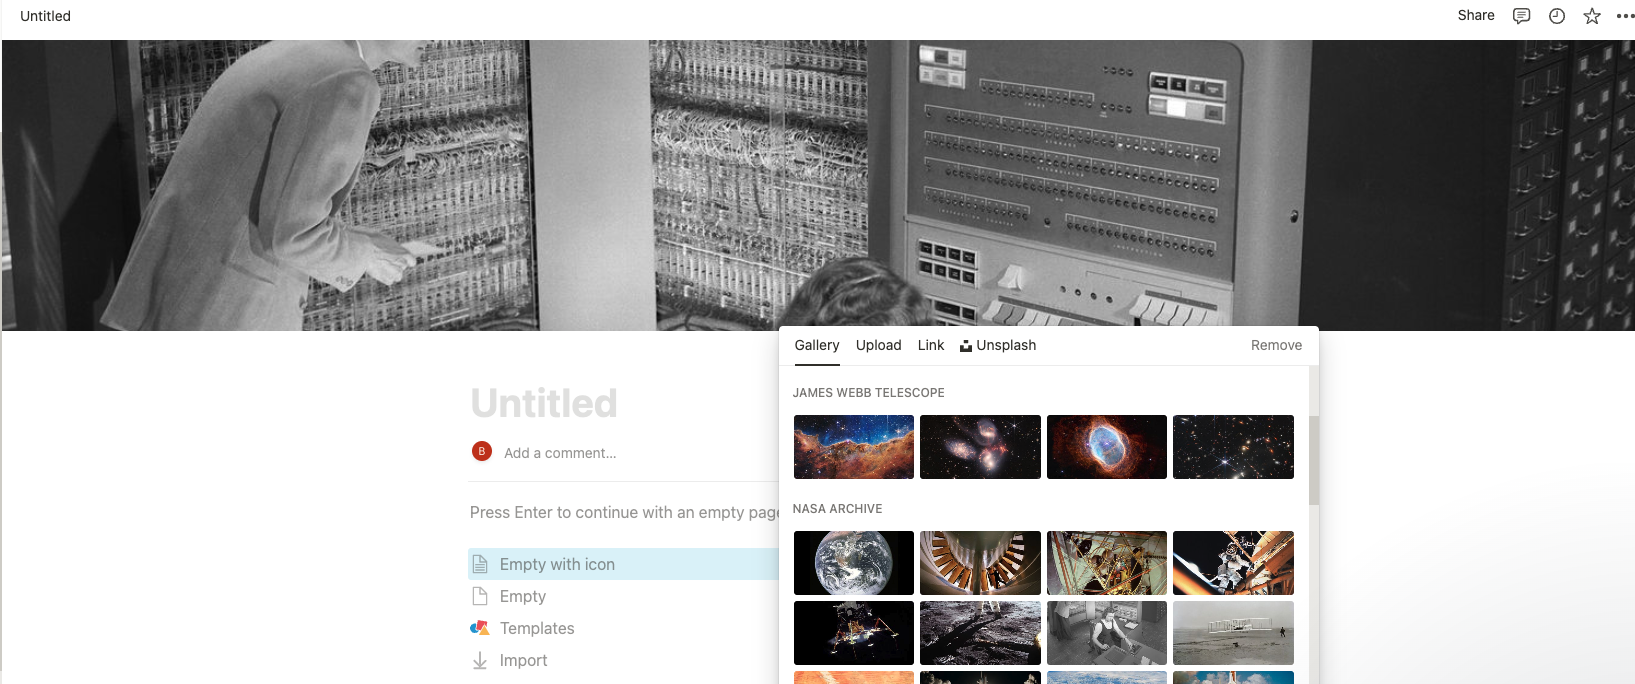 Untitled
Share
Gallery Upload Link Unsplash Remove
JAMES WEBB TELESCOPE
NASA ARCHIVE
Untitled
B Add a comment...
Press Enter to continue with an empty page
Empty with icon
Empty
Templates
Import